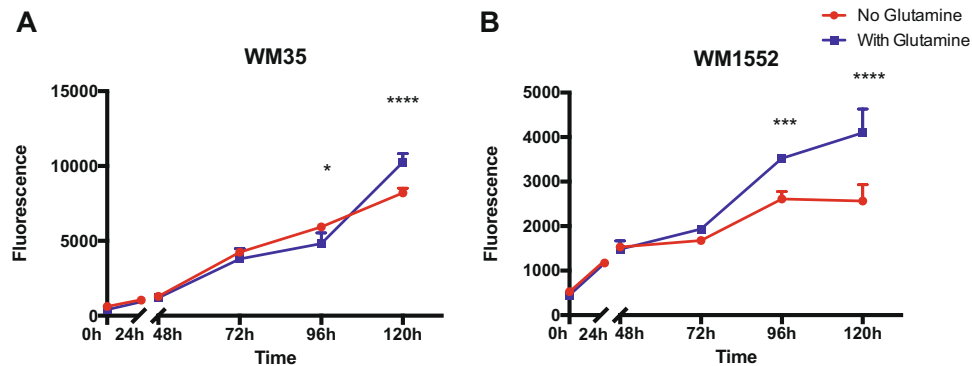 A
WM35
Fluorescence
15000
10000
5000
0
*
****
0h 24h 48h 72h 96h 120h
Time
B
No Glutamine
With Glutamine
WM1552
Fluorescence
5000
4000
3000
2000
1000
0
***
****
0h 24h 48h 72h 96h 120h
Time